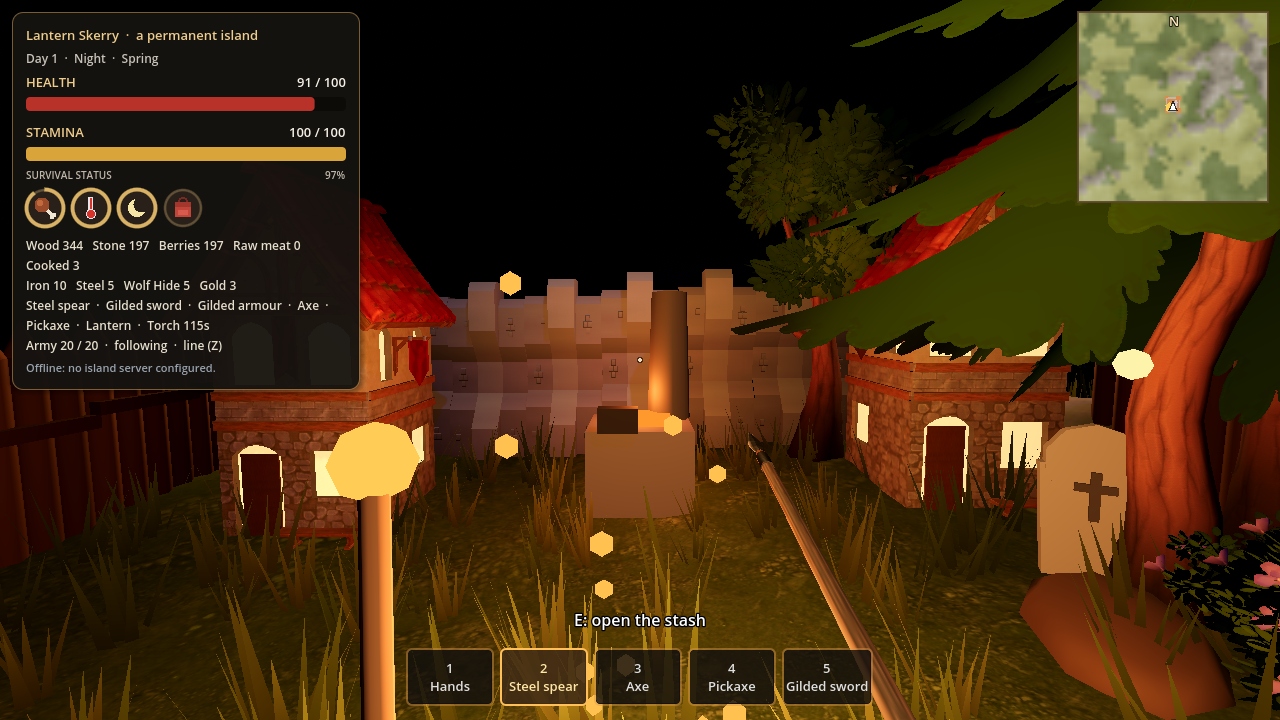 Lantern Skerry · a permanent island
Day 1 · Night · Spring
HEALTH 91 / 100
STAMINA 100 / 100
SURVIVAL STATUS 97%
Wood 344 Stone 197 Berries 197 Raw meat 0
Cooked 3
Iron 10 Steel 5 Wolf Hide 5 Gold 3
Steel spear · Gilded sword · Gilded armour · Axe ·
Pickaxe · Lantern · Torch 115s
Army 20 / 20 · following · line (Z)
Offline: no island server configured.
N
E: open the stash
1 2 3 4 5
Hands Steel spear Axe Pickaxe Gilded sword